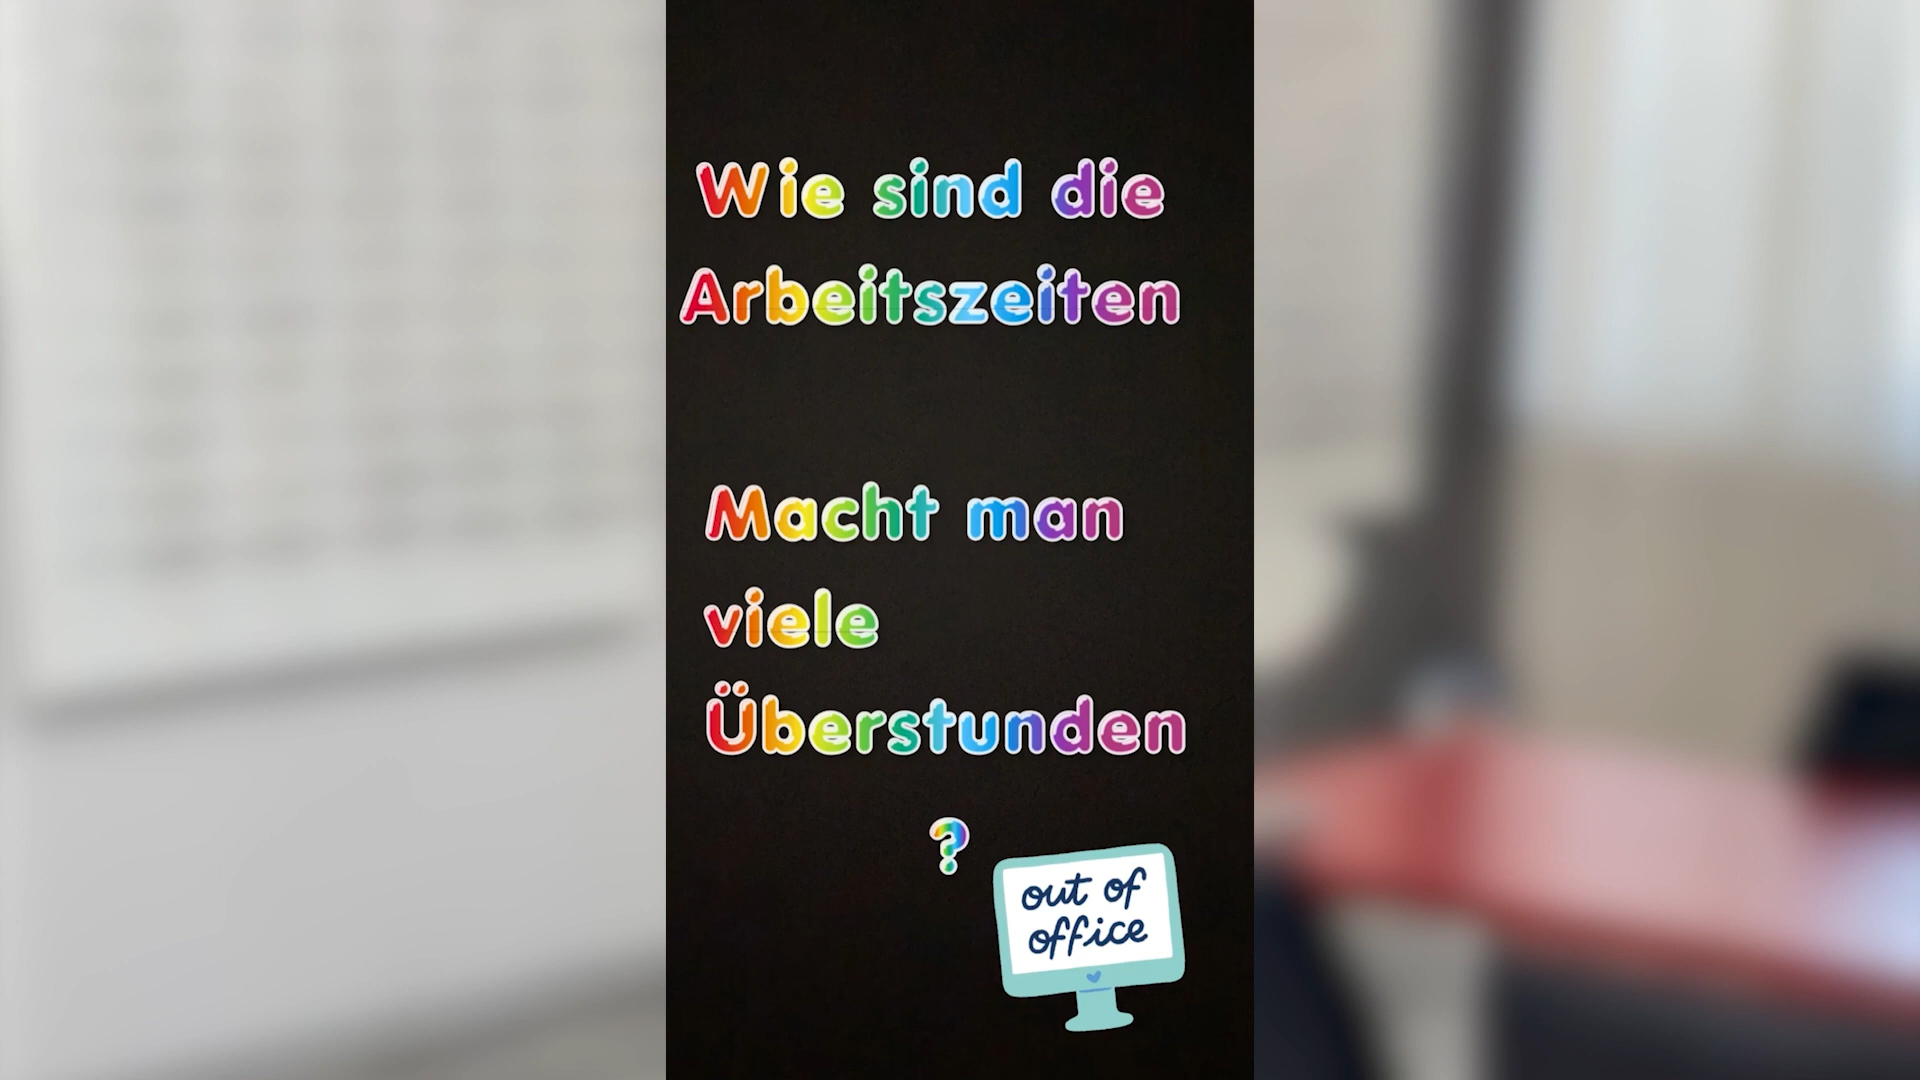 Wie sind die
Arbeitszeiten
Macht man
viele
Überstunden
?
out of
office